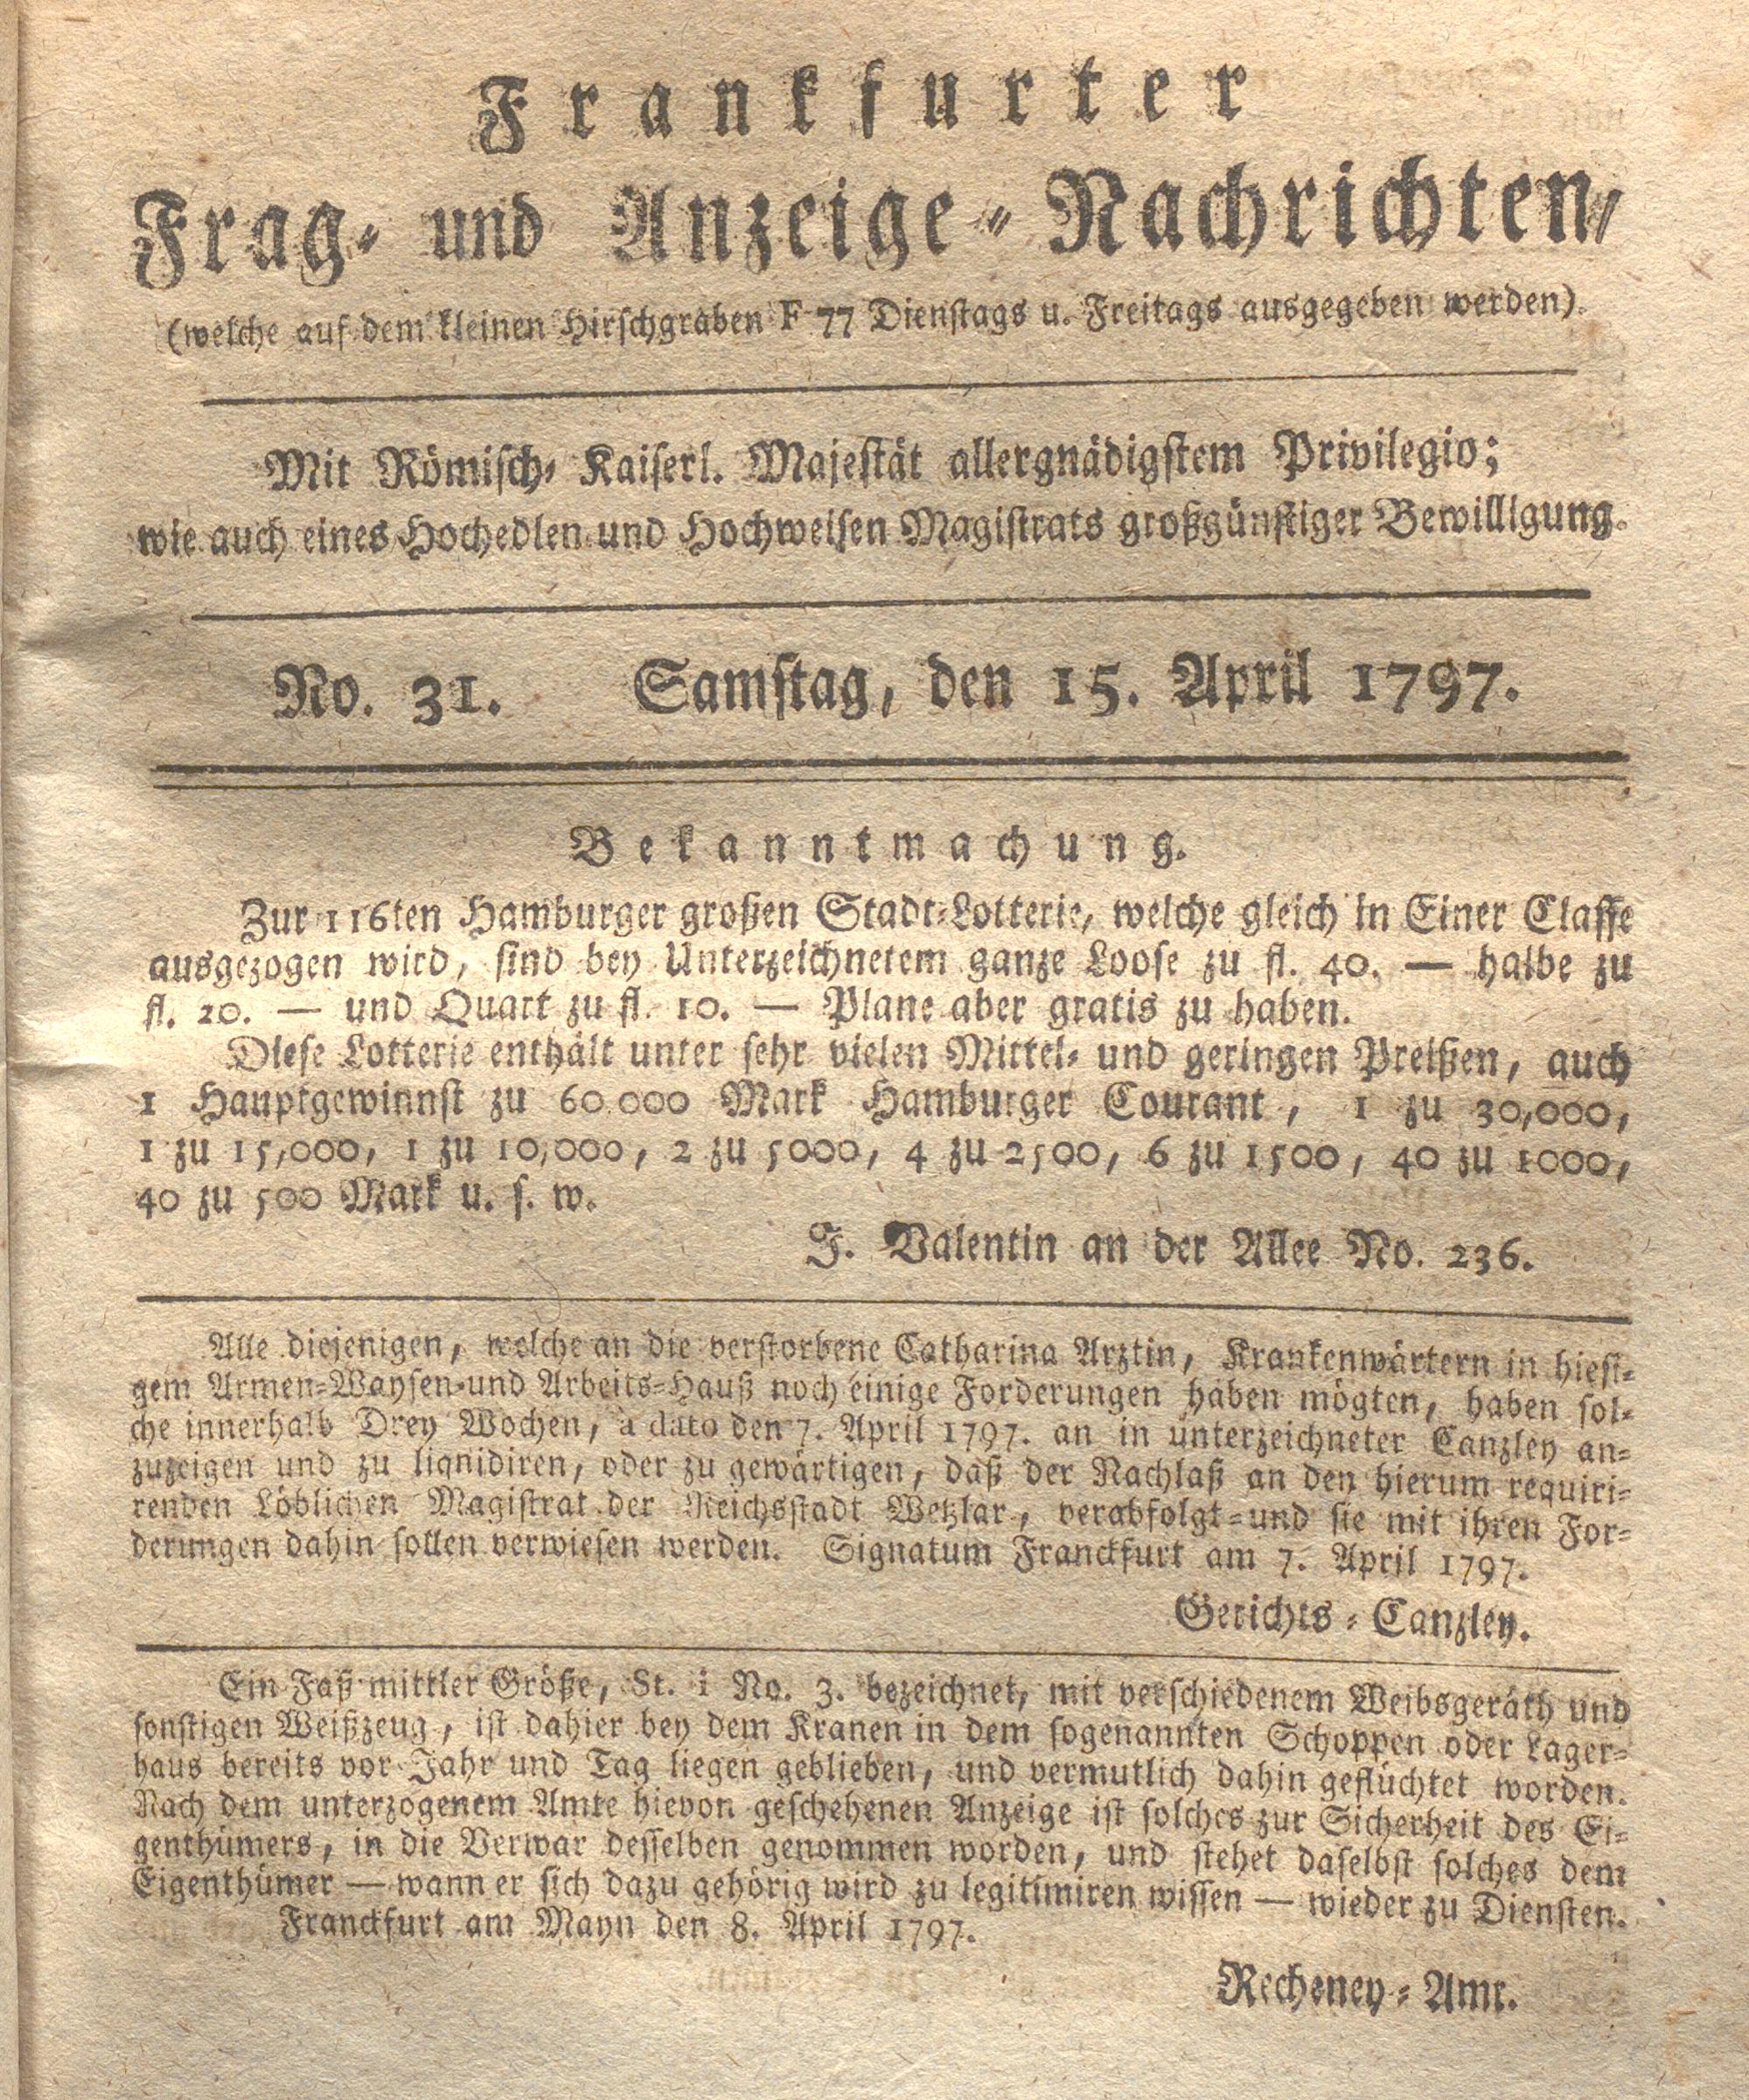 Frankfurter
Frag- und Anzeige-Nachrichten,
(welche auf dem kleinen Hirschgraben F 77 Dienstags u. Freitags ausgegeben werden).
Mit Römisch- Kaiserl. Majestät allergnädigstem Privilegio;
wie auch eines Hochedlen und Hochweisen Magistrats großgünstiger Bewilligung.
No. 31. Samstag, den 15. April 1797.
Bekanntmachung.
Zur 116ten Hamburger großen Stadt-Lotterie, welche gleich in Einer Classe
ausgezogen wird, sind bey Unterzeichnetem ganze Loose zu fl. 40. — halbe zu
fl. 20. — und Quart zu fl. 10. — Plane aber gratis zu haben.
Diese Lotterie enthält unter sehr vielen Mittel- und geringen Preißen, auch
1 Hauptgewinnst zu 60000 Mark Hamburger Courant, 1 zu 30,000,
1 zu 15,000, 1 zu 10,000, 2 zu 5000, 4 zu 2500, 6 zu 1500, 40 zu 1000,
40 zu 500 Mark u. s. w.
J. Valentin an der Allee No. 236.
Alle diejenigen, welche an die verstorbene Catharina Arztin, Krankenwärtern in hiesi-
gem Armen-Waysen-und Arbeits-Hauß noch einige Forderungen haben mögten, haben sol-
che innerhalb Drey Wochen, à dato den 7. April 1797. an in unterzeichneter Canzley an-
zuzeigen und zu liqnidiren, oder zu gewärtigen, daß der Nachlaß an den hierum requiri-
renden Löblichen Magistrat der Reichsstadt Wetzlar, verabfolgt-und sie mit ihren For-
derungen dahin sollen verwiesen werden. Signatum Franckfurt am 7. April 1797.
Gerichts-Canzley.
Ein Faß mittler Größe, St. i No. 3. bezeichnet, mit verschiedenem Weibsgeräth und
sonstigen Weißzeug, ist dahier bey dem Kranen in dem sogenannten Schoppen oder Lager-
haus bereits vor Jahr und Tag liegen geblieben, und vermutlich dahin geflüchtet worden.
Nach dem unterzogenem Amte hievon geschehenen Anzeige ist solches zur Sicherheit des Ei-
genthümers, in die Verwar desselben genommen worden, und stehet daselbst solches dem
Eigenthümer — wann er sich dazu gehörig wird zu legitimiren wissen — wieder zu Diensten.
Franckfurt am Mayn den 8. April 1797.
Recheney-Amt.